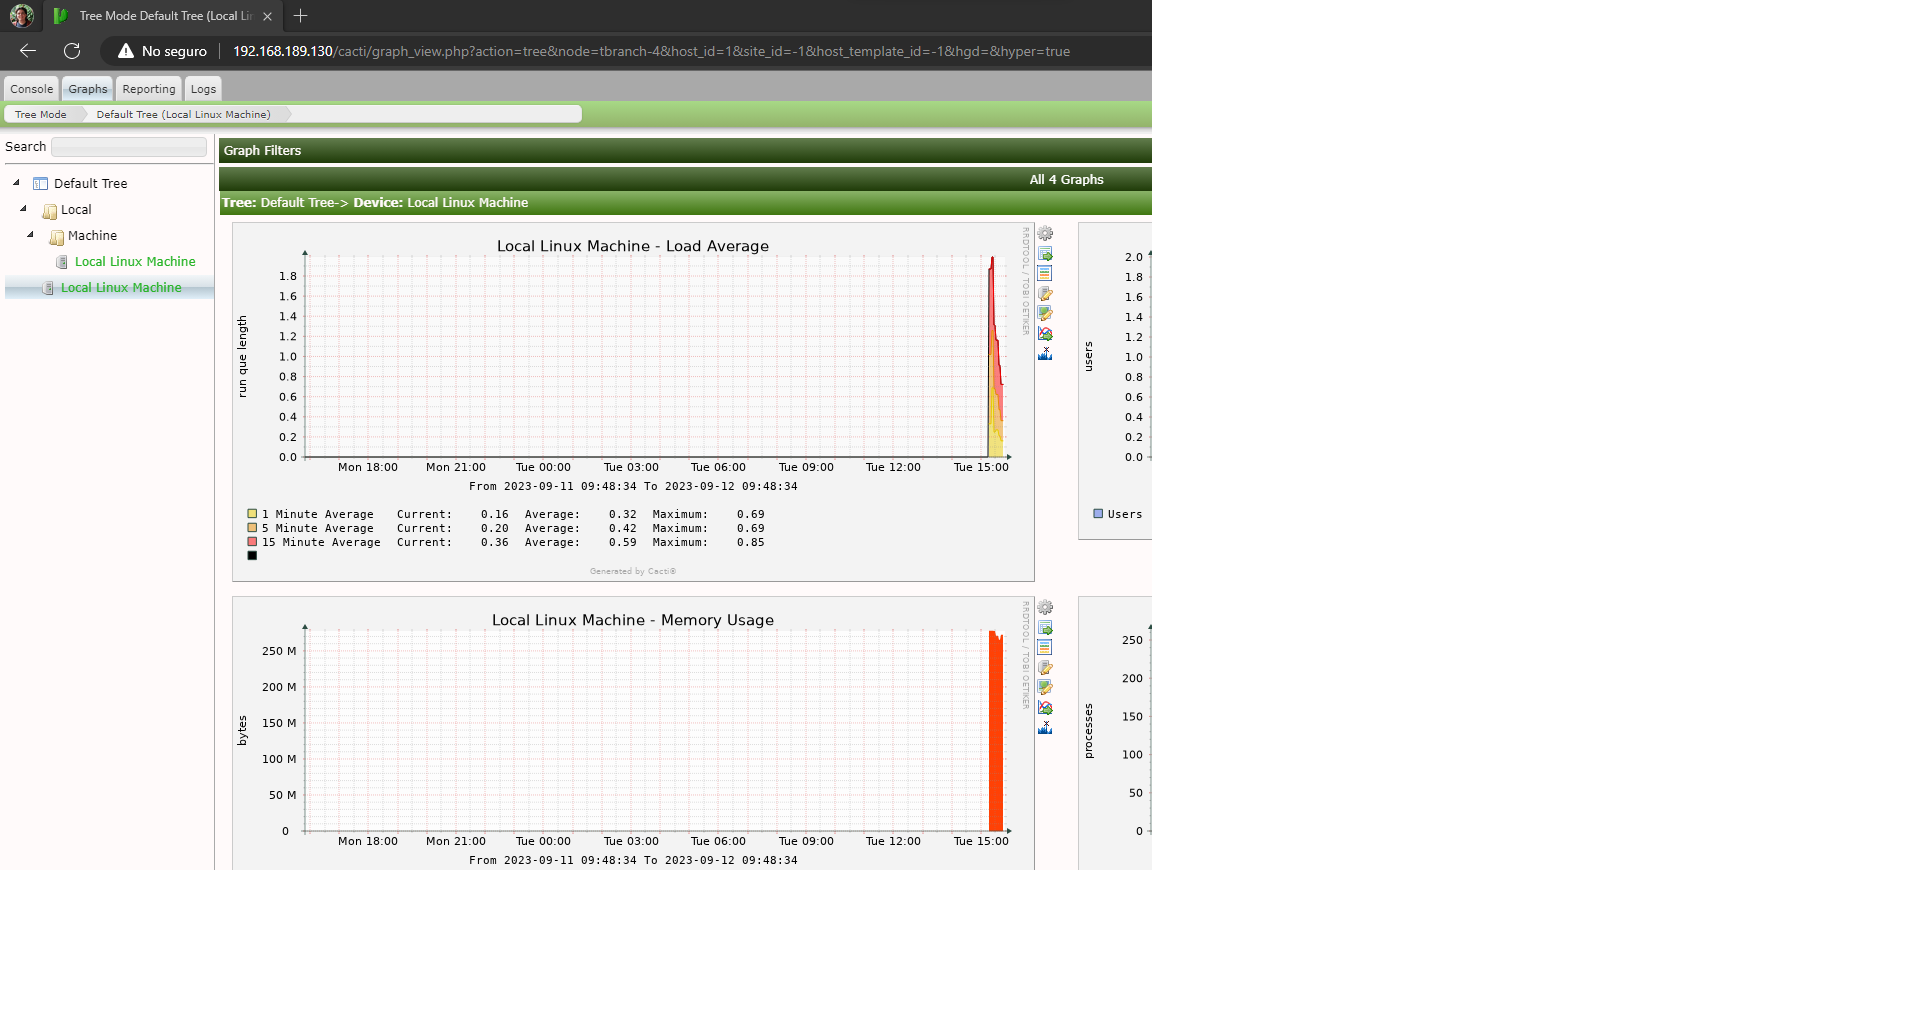 Tree Mode Default Tree (Local Li
No seguro
192.168.189.130/cacti/graph_view.php?action=tree&node=tbranch-4&host_id=1&site_id=-1&host_template_id=-1&hgd=&hyper=true
Console Graphs Reporting Logs
Tree Mode Default Tree (Local Linux Machine)
Search
Default Tree
Local
Machine
Local Linux Machine
Local Linux Machine
Graph Filters
All 4 Graphs
Tree: Default Tree-> Device: Local Linux Machine
Local Linux Machine - Load Average
RRDTOOL / TOBI OETIKER
run que length
1.8
1.6
1.4
1.2
1.0
0.8
0.6
0.4
0.2
0.0
Mon 18:00 Mon 21:00 Tue 00:00 Tue 03:00 Tue 06:00 Tue 09:00 Tue 12:00 Tue 15:00
From 2023-09-11 09:48:34 To 2023-09-12 09:48:34
1 Minute Average Current: 0.16 Average: 0.32 Maximum: 0.69
5 Minute Average Current: 0.20 Average: 0.42 Maximum: 0.69
15 Minute Average Current: 0.36 Average: 0.59 Maximum: 0.85
Generated by Cacti®
users
2.0
1.8
1.6
1.4
1.2
1.0
0.8
0.6
0.4
0.2
0.0
Users
Local Linux Machine - Memory Usage
RRDTOOL / TOBI OETIKER
bytes
250 M
200 M
150 M
100 M
50 M
0
Mon 18:00 Mon 21:00 Tue 00:00 Tue 03:00 Tue 06:00 Tue 09:00 Tue 12:00 Tue 15:00
From 2023-09-11 09:48:34 To 2023-09-12 09:48:34
processes
250
200
150
100
50
0